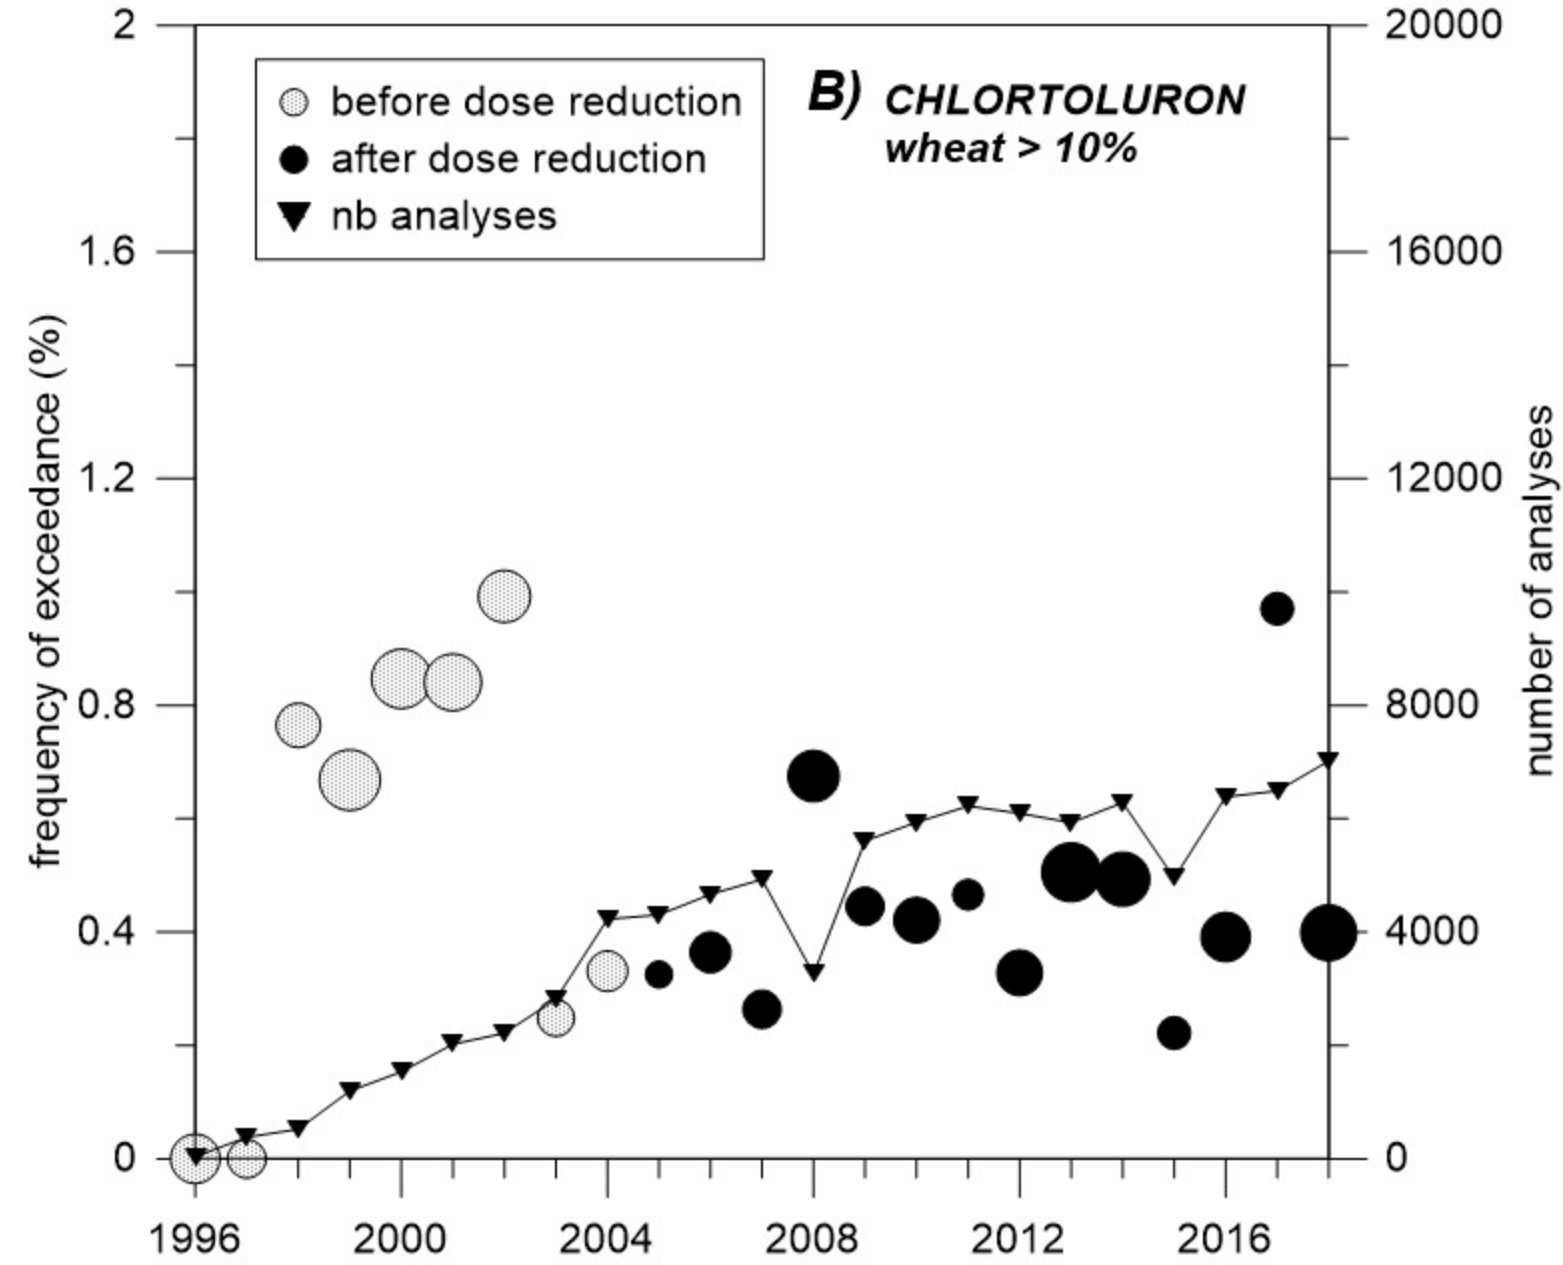 2
20000
before dose reduction
after dose reduction
nb analyses
B) CHLORTOLURON
wheat > 10%
1.6
16000
1.2
12000
0.8
8000
0.4
4000
0
0
frequency of exceedance (%)
number of analyses
1996
2000
2004
2008
2012
2016